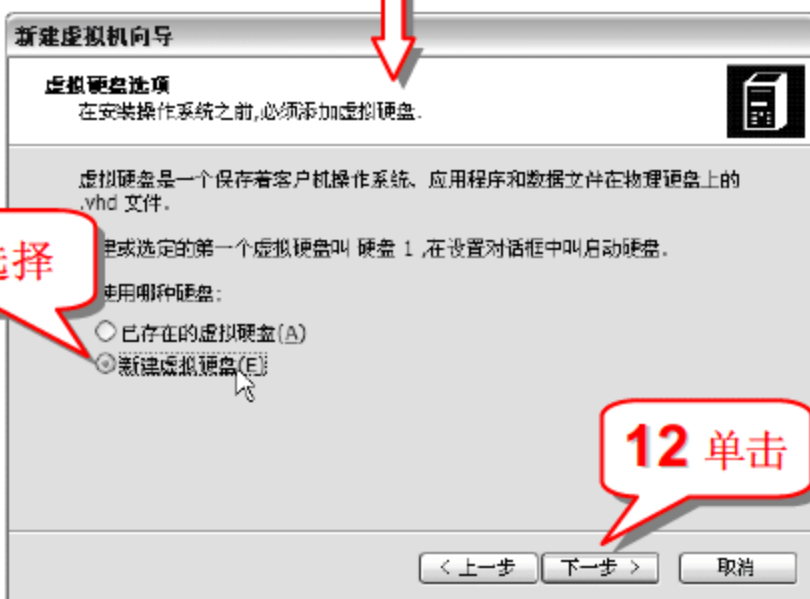 新建虚拟机向导
虚拟硬盘选项
在安装操作系统之前,必须添加虚拟硬盘.
虚拟硬盘是一个保存着客户机操作系统、应用程序和数据文件在物理硬盘上的
.vhd 文件.
建或选定的第一个虚拟硬盘叫 硬盘 1 ,在设置对话框中叫启动硬盘.
选择
使用哪种硬盘:
已存在的虚拟硬盘(A)
新建虚拟硬盘(E)
12 单击
< 上一步
下一步 >
取消